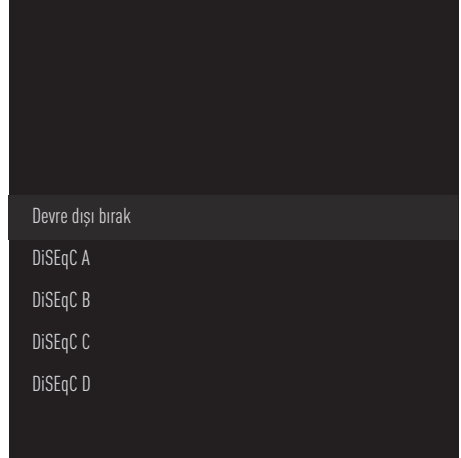 Devre dışı bırak
DiSEqC A
DiSEqC B
DiSEqC C
DiSEqC D